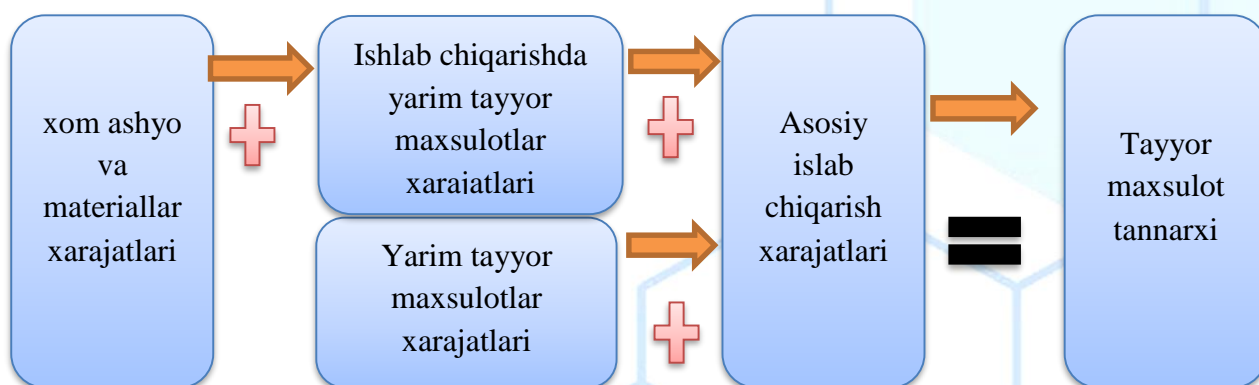 xom ashyo
va
materiallar
xarajatlari
Ishlab chiqarishda
yarim tayyor
maxsulotlar
xarajatlari
Yarim tayyor
maxsulotlar
xarajatlari
Asosiy
islab
chiqarish
xarajatlari
Tayyor
maxsulot
tannarxi